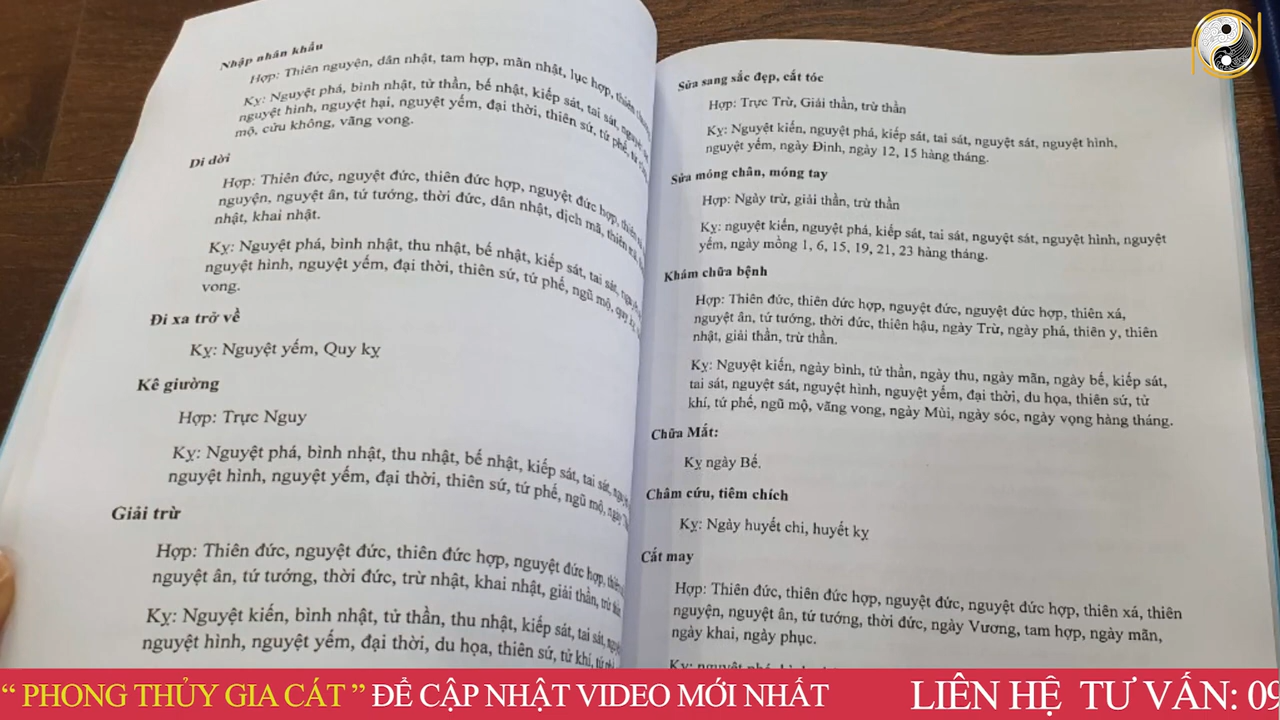 Nhập nhân khẩu
Hợp: Thiên nguyện, dân nhật, tam hợp, mãn nhật, lục hợp, thiên
Kỵ: Nguyệt phá, bình nhật, tử thần, bế nhật, kiếp sát, tai sát,
nguyệt hình, nguyệt hại, nguyệt yếm, đại thời, thiên sứ, tứ phế,
mộ, cửu không, vãng vong.
Di dời
Hợp: Thiên đức, nguyệt đức, thiên đức hợp, nguyệt đức hợp,
nguyện, nguyệt ân, tứ tướng, thời đức, dân nhật, dịch mã,
nhật, khai nhật.
Kỵ: Nguyệt phá, bình nhật, thu nhật, bế nhật, kiếp sát, tai sát,
nguyệt hình, nguyệt yếm, đại thời, thiên sứ, tứ phế, ngũ mộ, quy kỵ,
vong.
Đi xa trở về
Kỵ: Nguyệt yếm, Quy kỵ
Kê giường
Hợp: Trực Nguy
Kỵ: Nguyệt phá, bình nhật, thu nhật, bế nhật, kiếp sát, tai sát,
nguyệt hình, nguyệt yếm, đại thời, thiên sứ, tứ phế, ngũ mộ, ngày
Giải trừ
Hợp: Thiên đức, nguyệt đức, thiên đức hợp, nguyệt đức hợp,
nguyệt ân, tứ tướng, thời đức, trừ nhật, khai nhật, giải thần, trừ
Kỵ: Nguyệt kiến, bình nhật, tử thần, thu nhật, kiếp sát, tai sát,
nguyệt hình, nguyệt yếm, đại thời, du họa, thiên sứ, tử khí,
Sửa sang sắc đẹp, cắt tóc
Hợp: Trực Trừ, Giải thần, trừ thần
Kỵ: Nguyệt kiến, nguyệt phá, kiếp sát, tai sát, nguyệt sát, nguyệt hình,
nguyệt yếm, ngày Đinh, ngày 12, 15 hàng tháng.
Sửa móng chân, móng tay
Hợp: Ngày trừ, giải thần, trừ thần
Kỵ: nguyệt kiến, nguyệt phá, kiếp sát, tai sát, nguyệt sát, nguyệt hình, nguyệt
yếm, ngày mồng 1, 6, 15, 19, 21, 23 hàng tháng.
Khám chữa bệnh
Hợp: Thiên đức, thiên đức hợp, nguyệt đức, nguyệt đức hợp, thiên xá,
nguyệt ân, tứ tướng, thời đức, thiên hậu, ngày Trừ, ngày phá, thiên y, thiên
nhật, giải thần, trừ thần.
Kỵ: Nguyệt kiến, ngày bình, tử thần, ngày thu, ngày mãn, ngày bế, kiếp sát,
tai sát, nguyệt sát, nguyệt hình, nguyệt yếm, đại thời, du họa, thiên sứ, tử
khí, tứ phế, ngũ mộ, vãng vong, ngày Mùi, ngày sóc, ngày vọng hàng tháng.
Chữa Mắt:
Kỵ ngày Bế.
Châm cứu, tiêm chích
Kỵ: Ngày huyết chi, huyết kỵ
Cắt may
Hợp: Thiên đức, thiên đức hợp, nguyệt đức, nguyệt đức hợp, thiên xá, thiên
nguyện, nguyệt ân, tứ tướng, thời đức, ngày Vương, tam hợp, ngày mãn,
ngày khai, ngày phục.
“ PHONG THỦY GIA CÁT ” ĐỂ CẬP NHẬT VIDEO MỚI NHẤT LIÊN HỆ TƯ VẤN: 09